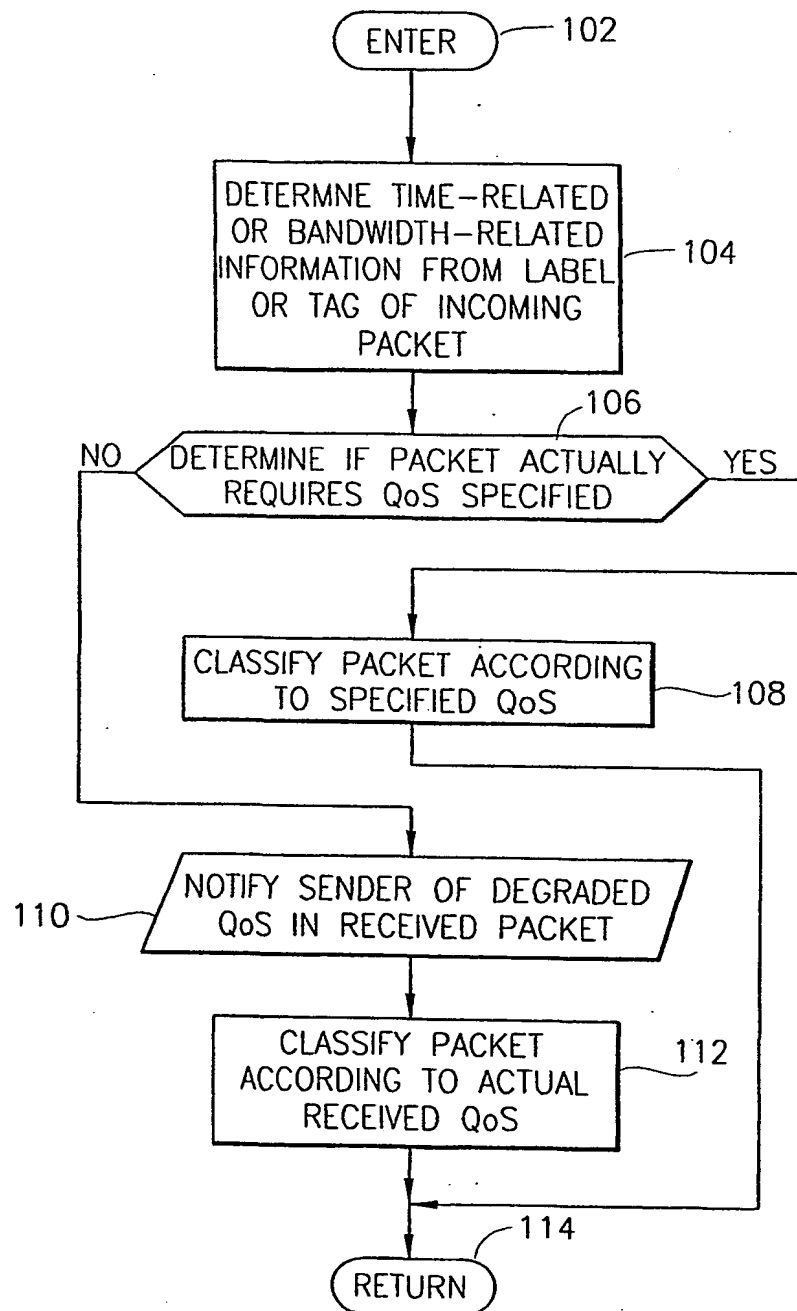 ENTER
102
DETERMNE TIME-RELATED
OR BANDWIDTH-RELATED
INFORMATION FROM LABEL
OR TAG OF INCOMING
PACKET
104
106
NO
DETERMINE IF PACKET ACTUALLY
REQUIRES QoS SPECIFIED
YES
CLASSIFY PACKET ACCORDING
TO SPECIFIED QoS
108
NOTIFY SENDER OF DEGRADED
QoS IN RECEIVED PACKET
110
CLASSIFY PACKET
ACCORDING TO ACTUAL
RECEIVED QoS
112
114
RETURN